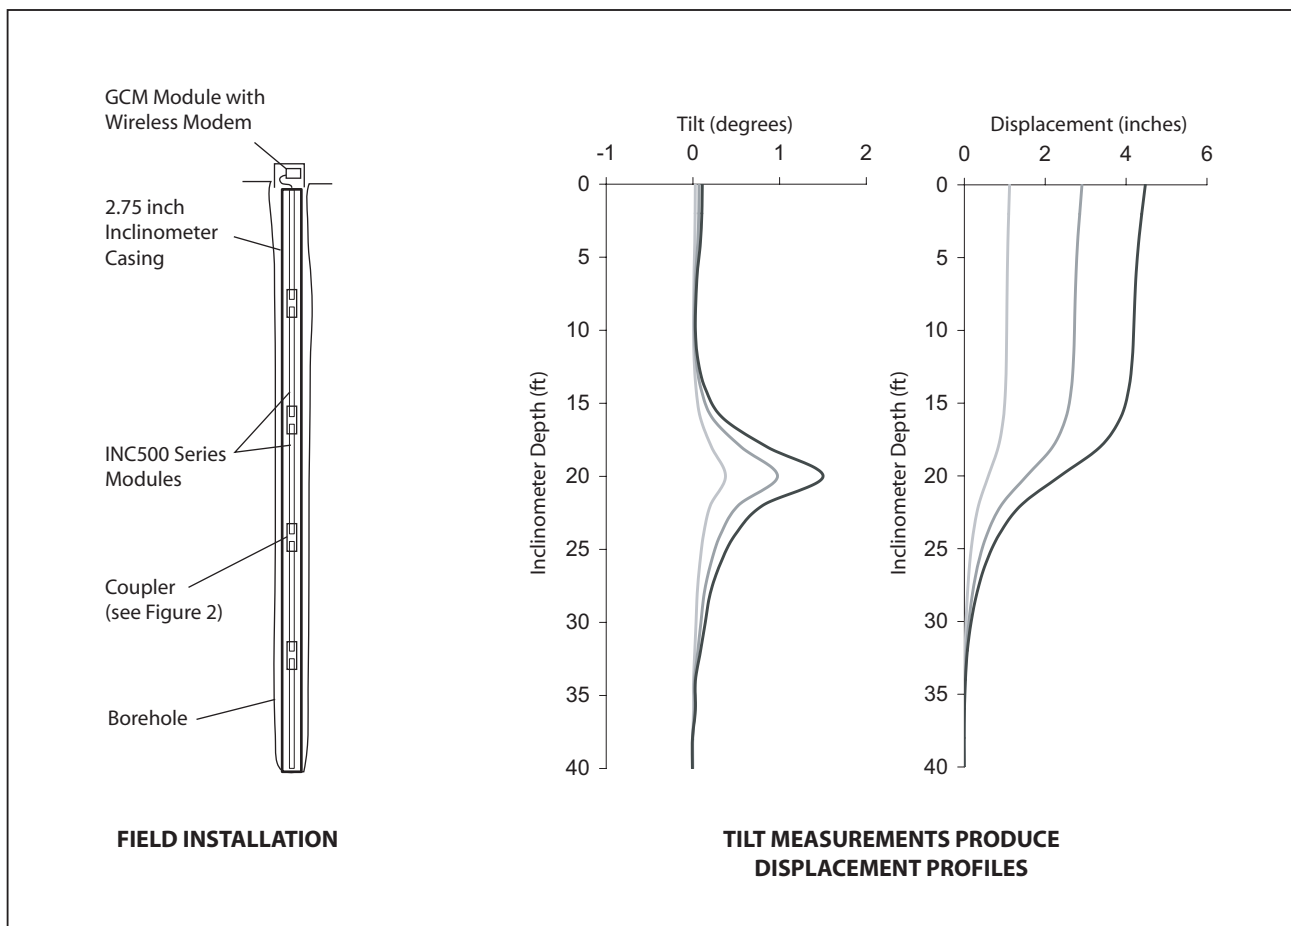 GCM Module with
Wireless Modem
2.75 inch
Inclinometer
Casing
INC500 Series
Modules
Coupler
(see Figure 2)
Borehole
FIELD INSTALLATION
Tilt (degrees)
-1 0 1 2
0
5
10
15
20
25
30
35
40
Inclinometer Depth (ft)
Displacement (inches)
0 2 4 6
0
5
10
15
20
25
30
35
40
Inclinometer Depth (ft)
TILT MEASUREMENTS PRODUCE
DISPLACEMENT PROFILES